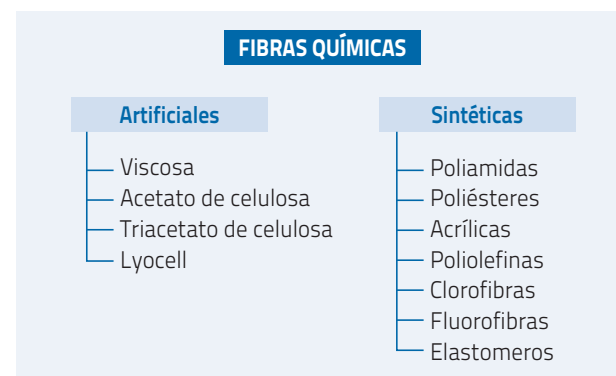 FIBRAS QUÍMICAS
Artificiales
Viscosa
Acetato de celulosa
Triacetato de celulosa
Lyocell
Sintéticas
Poliamidas
Poliésteres
Acrílicas
Poliolefinas
Clorofibras
Fluorofibras
Elastomeros